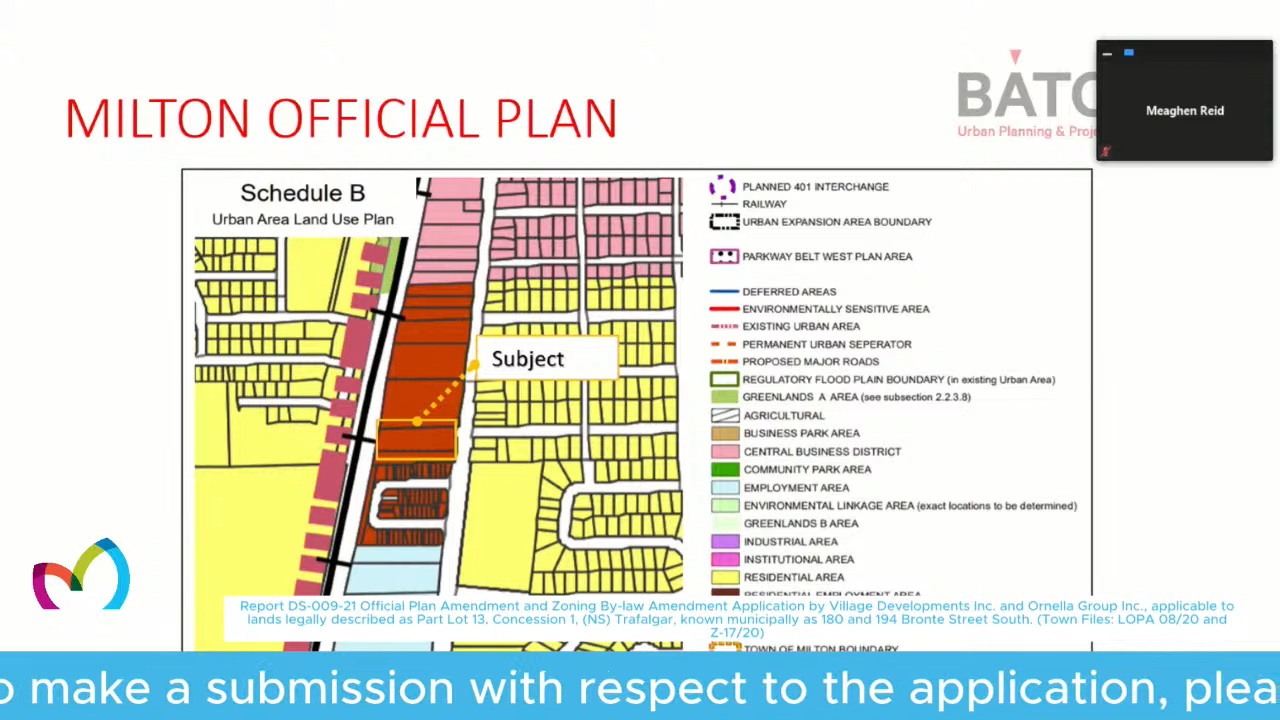 MILTON OFFICIAL PLAN
Urban Planning &
Meaghen Reid
Schedule B
Urban Area Land Use Plan
Subject
PLANNED 401 INTERCHANGE
RAILWAY
URBAN EXPANSION AREA BOUNDARY
PARKWAY BELT WEST PLAN AREA
DEFERRED AREAS
ENVIRONMENTALLY SENSITIVE AREA
EXISTING URBAN AREA
PERMANENT URBAN SEPERATOR
PROPOSED MAJOR ROADS
REGULATORY FLOOD PLAIN BOUNDARY (in existing Urban Area)
GREENLANDS A AREA (see subsection 2.2.3.8)
AGRICULTURAL
BUSINESS PARK AREA
CENTRAL BUSINESS DISTRICT
COMMUNITY PARK AREA
EMPLOYMENT AREA
ENVIRONMENTAL LINKAGE AREA (exact locations to be determined)
GREENLANDS B AREA
INDUSTRIAL AREA
INSTITUTIONAL AREA
RESIDENTIAL AREA
RESIDENTIAL EMPLOYMENT AREA
Report DS-009-21 Official Plan Amendment and Zoning By-law Amendment Application by Village Developments Inc. and Ornella Group Inc., applicable to
lands legally described as Part Lot 13. Concession 1, (NS) Trafalgar, known municipally as 180 and 194 Bronte Street South. (Town Files: LOPA 08/20 and
Z-17/20)
TOWN OF MILTON BOUNDARY
o make a submission with respect to the application, plea